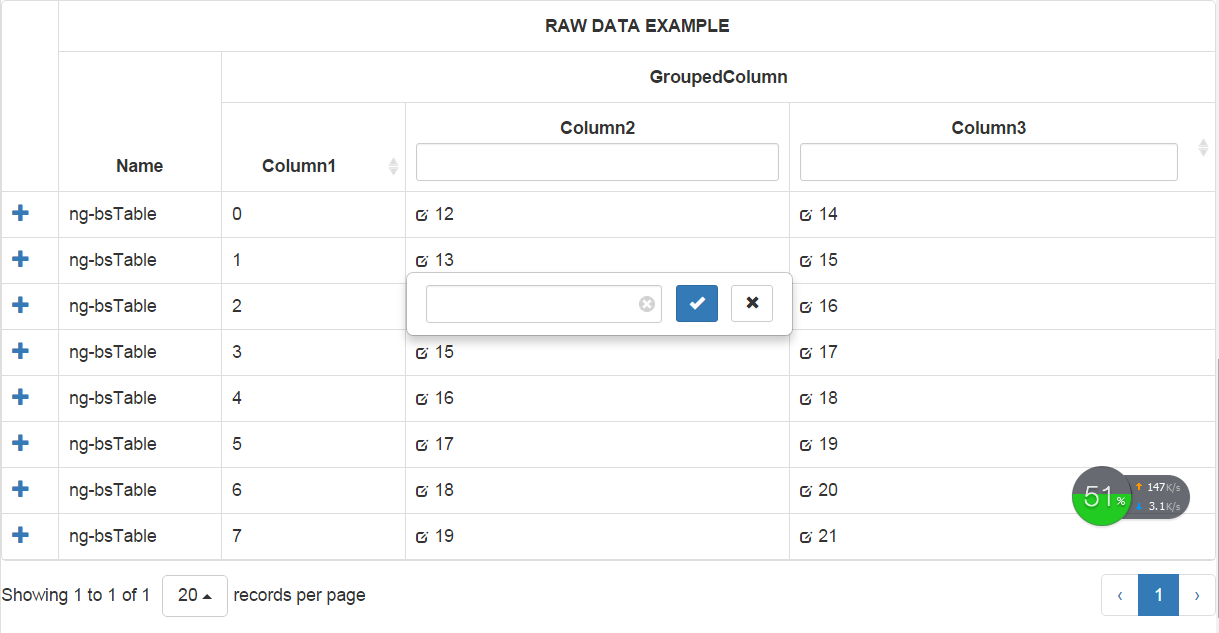 RAW DATA EXAMPLE
GroupedColumn
Name Column1 Column2 Column3
ng-bsTable 0 12 14
ng-bsTable 1 13 15
ng-bsTable 2 16
ng-bsTable 3 15 17
ng-bsTable 4 16 18
ng-bsTable 5 17 19
ng-bsTable 6 18 20
ng-bsTable 7 19 21
51%
147K/s
3.1K/s
Showing 1 to 1 of 1 20 records per page ‹ 1 ›